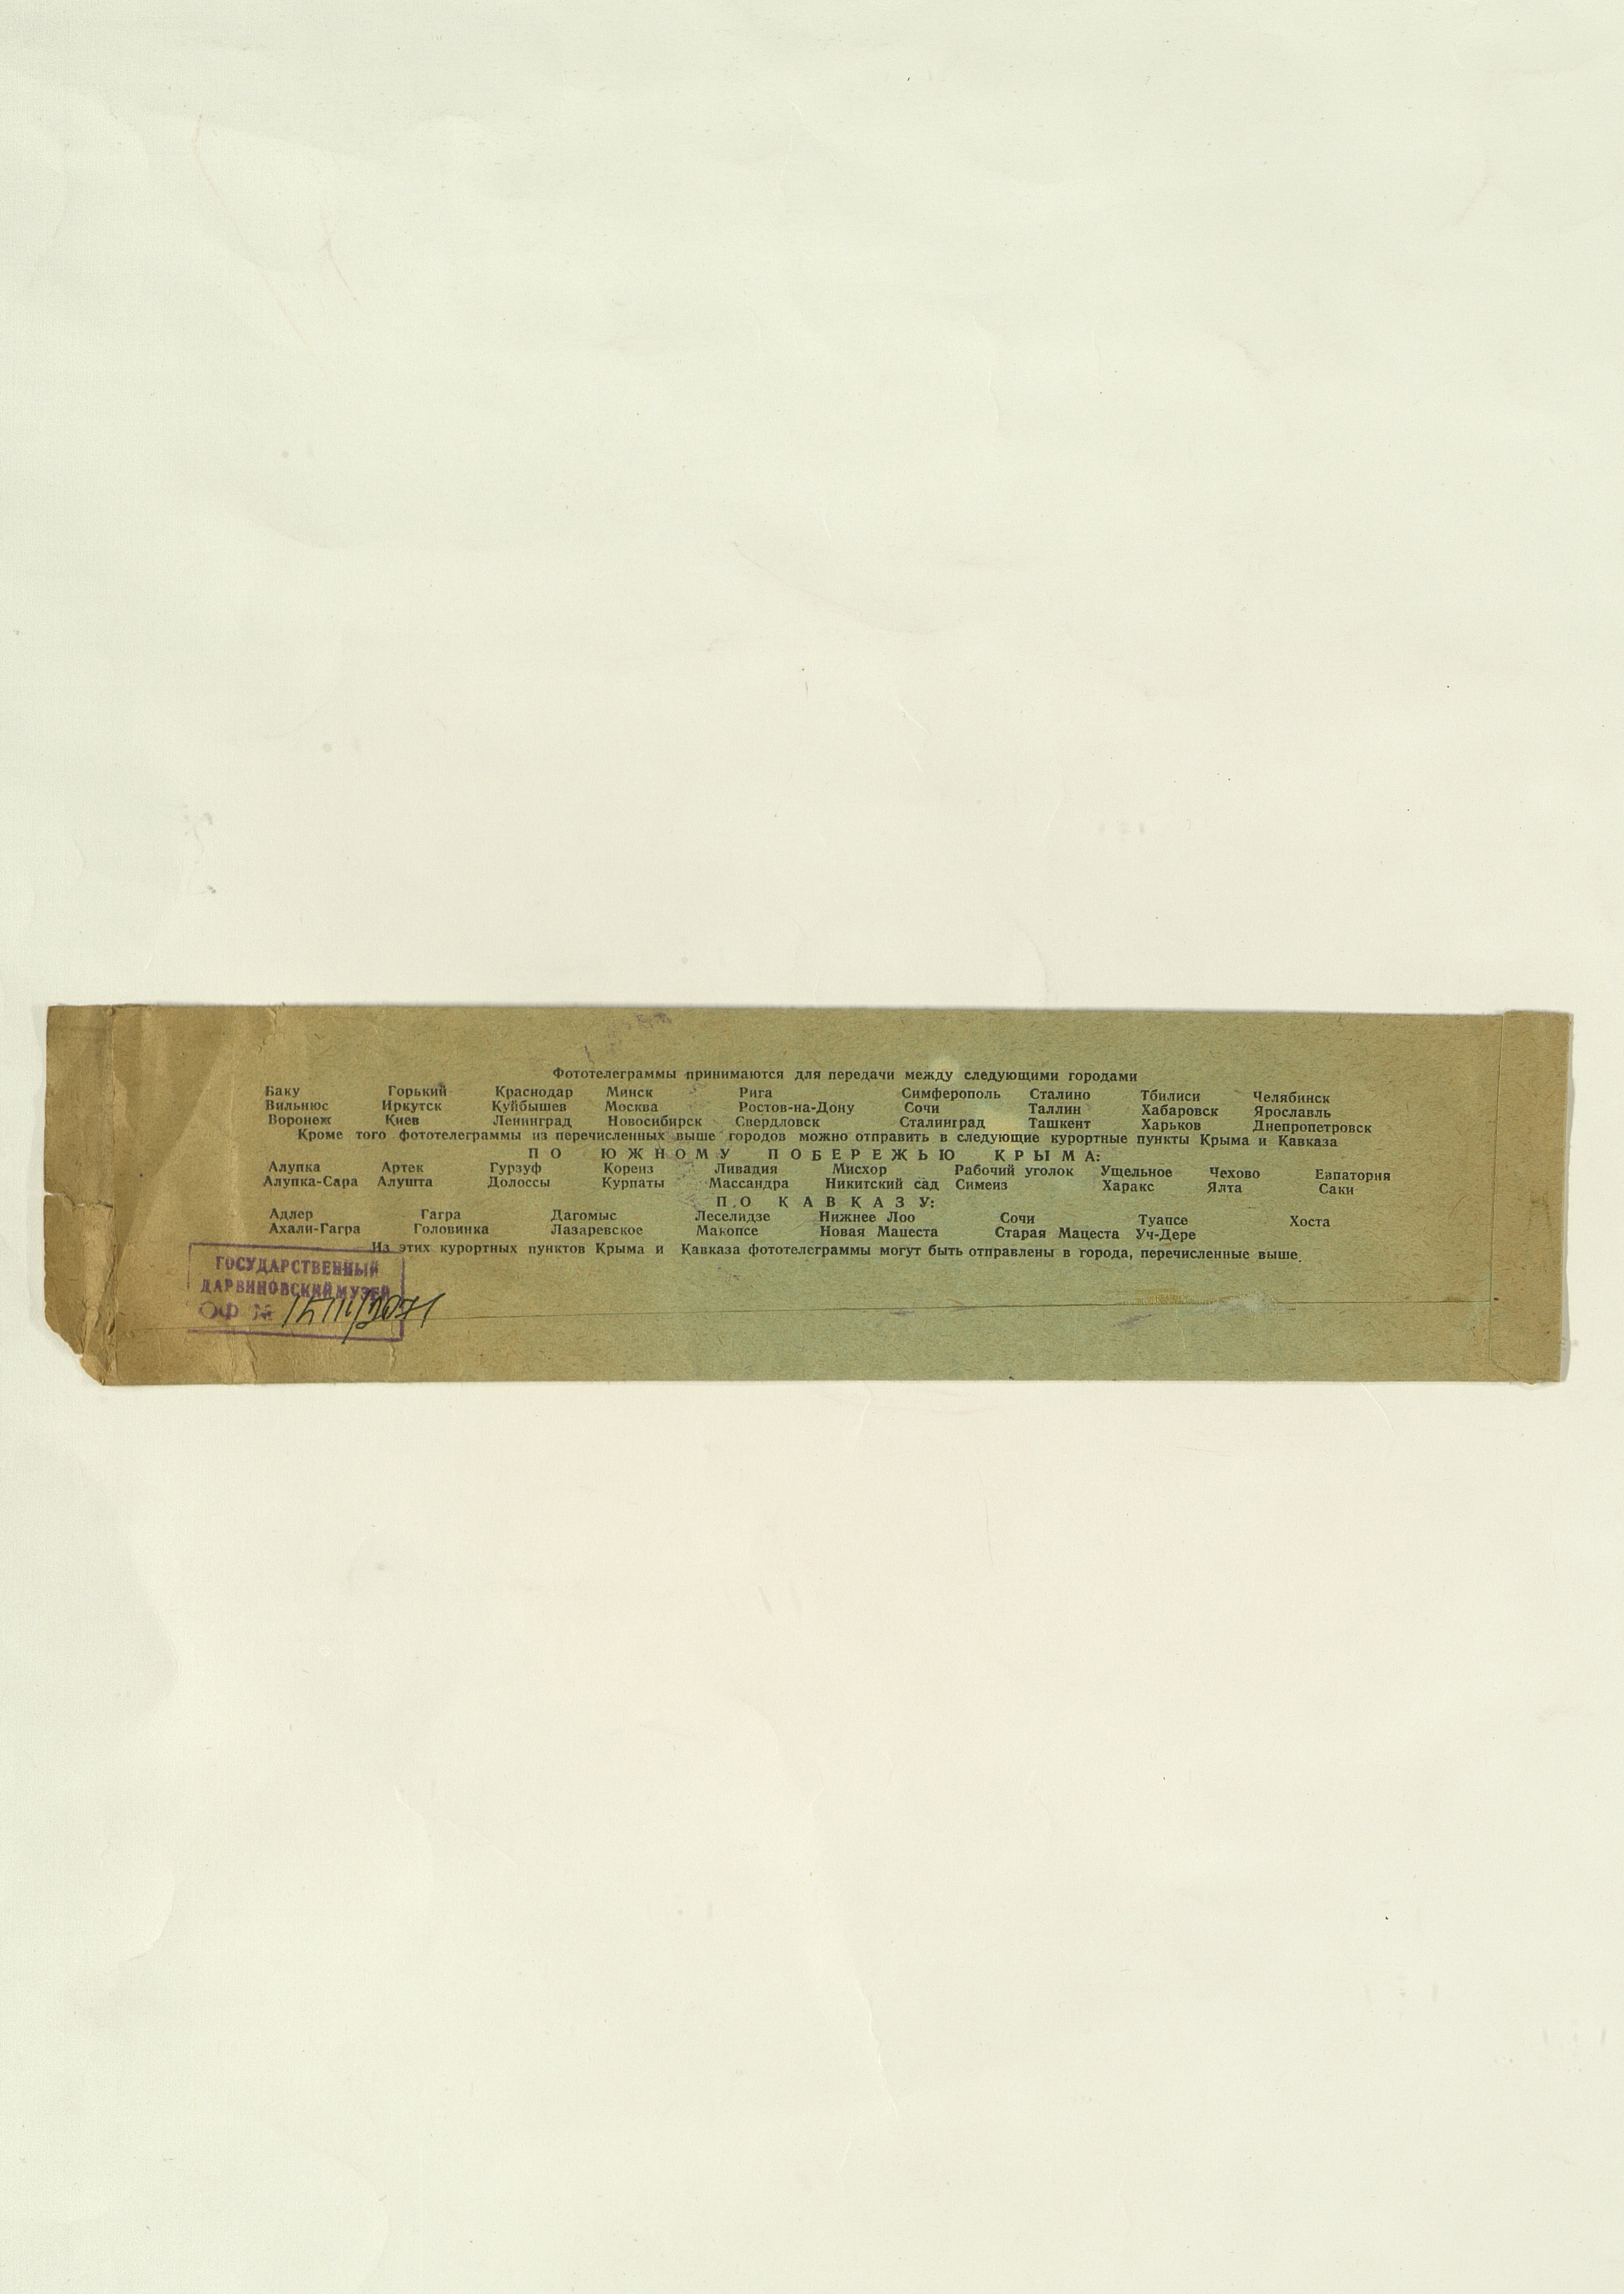 Фототелеграммы принимаются для передачи между следующими городами
Баку Горький Краснодар Минск Рига Симферополь Сталино Тбилиси Челябинск
Вильнюс Иркутск Куйбышев Москва Ростов-на-Дону Сочи Таллин Хабаровск Ярославль
Воронеж Киев Ленинград Новосибирск Свердловск Сталинград Ташкент Харьков Днепропетровск
Кроме того фототелеграммы из перечисленных выше городов можно отправить в следующие курортные пункты Крыма и Кавказа
ПО ЮЖНОМУ ПОБЕРЕЖЬЮ КРЫМА:
Алупка Артек Гурзуф Кореиз Ливадия Мисхор Рабочий уголок Ущельное Чехово Евпатория
Алупка-Сара Алушта Долоссы Курпаты Массандра Никитский сад Симеиз Харакс Ялта Саки
ПО КАВКАЗУ:
Адлер Гагра Дагомыс Леселидзе Нижнее Лоо Сочи Туапсе Хоста
Ахали-Гагра Головинка Лазаревское Макопсе Новая Мацеста Старая Мацеста Уч-Дере
Из этих курортных пунктов Крыма и Кавказа фототелеграммы могут быть отправлены в города, перечисленные выше.
ГОСУДАРСТВЕННЫЙ
ДАРВИНОВСКИЙ МУЗЕЙ
ОФ №